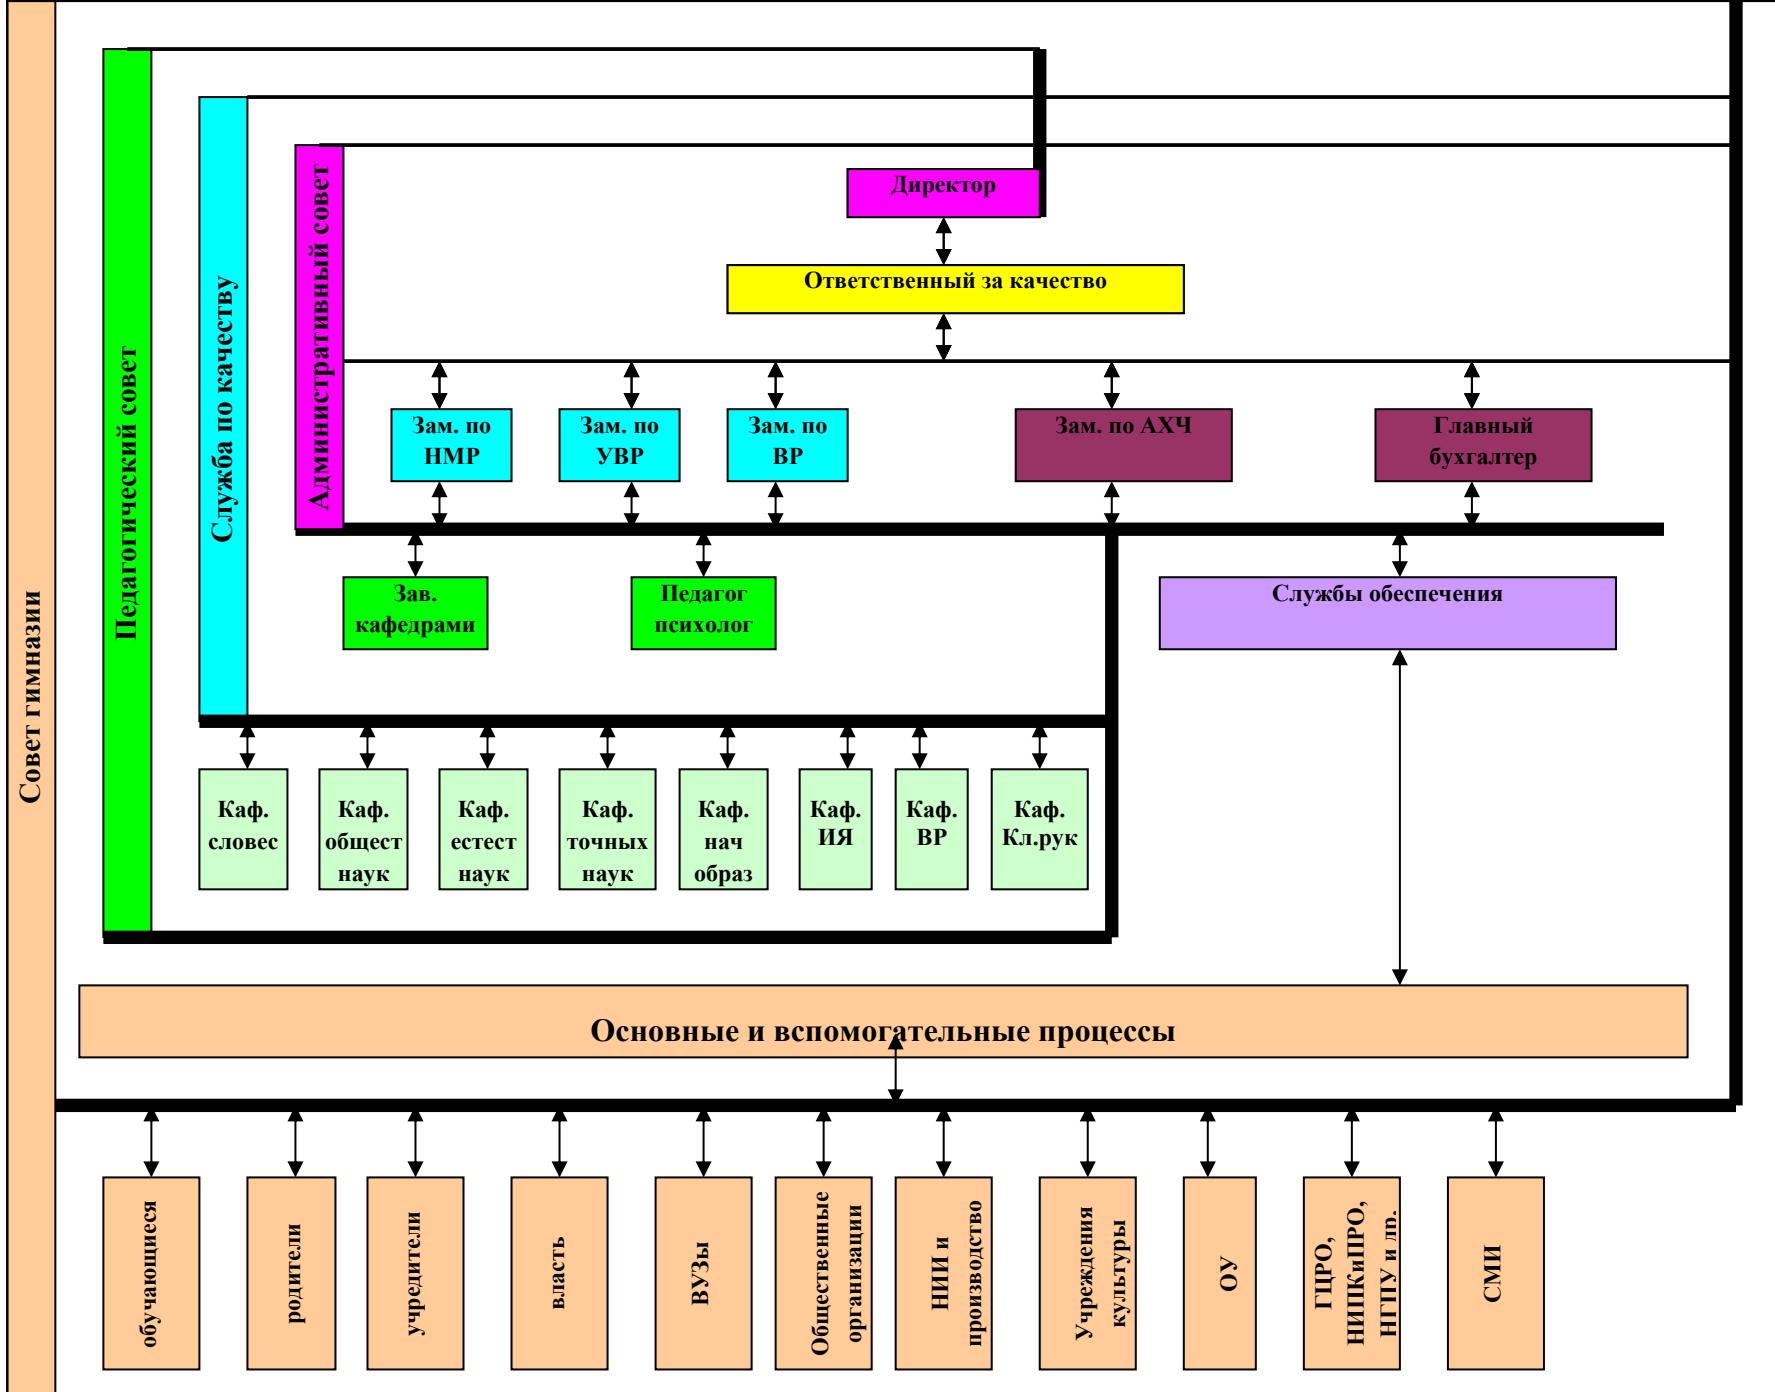 Совет гимназии
Педагогический совет
Служба по качеству
Административный совет
Директор
Ответственный за качество
Зам. по
НМР
Зам. по
УВР
Зам. по
ВР
Зам. по АХЧ
Главный
бухгалтер
Зав.
кафедрами
Педагог
психолог
Службы обеспечения
Каф.
словес
Каф.
общест
наук
Каф.
естест
наук
Каф.
точных
наук
Каф.
нач
образ
Каф.
ИЯ
Каф.
ВР
Каф.
Кл.рук
Основные и вспомогательные процессы
обучающиеся
родители
учредители
власть
ВУЗы
Общественные
организации
НИИ и
производство
Учреждения
культуры
ОУ
ГЦРО,
НИПКиПРО,
НГПУ и др.
СМИ